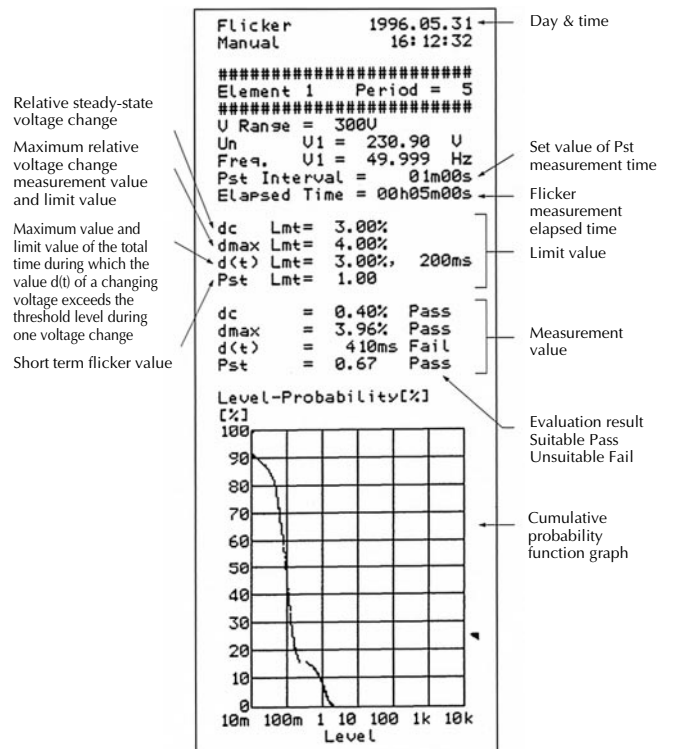 Flicker 1996.05.31
Manual 16:12:32
##########################
Element 1 Period = 5
##########################
V Range = 300V
Un V1 = 230.90 V
Freq. V1 = 49.999 Hz
Pst Interval = 01m00s
Elapsed Time = 00h05m00s
dc Lmt= 3.00%
dmax Lmt= 4.00%
d(t) Lmt= 3.00%, 200ms
Pst Lmt= 1.00
dc = 0.40% Pass
dmax = 3.96% Pass
d(t) = 410ms Fail
Pst = 0.67 Pass
Level-Probability[%]
[%]
100
90
80
70
60
50
40
30
20
10
0
10m 100m 1 10 100 1k 10k
Level
Relative steady-state
voltage change
Maximum relative
voltage change
measurement value
and limit value
Maximum value and
limit value of the total
time during which the
value d(t) of a changing
voltage exceeds the
threshold level during
one voltage change
Short term flicker value
Day & time
Set value of Pst
measurement time
Flicker
measurement
elapsed time
Limit value
Measurement
value
Evaluation result
Suitable Pass
Unsuitable Fail
Cumulative
probability
function graph